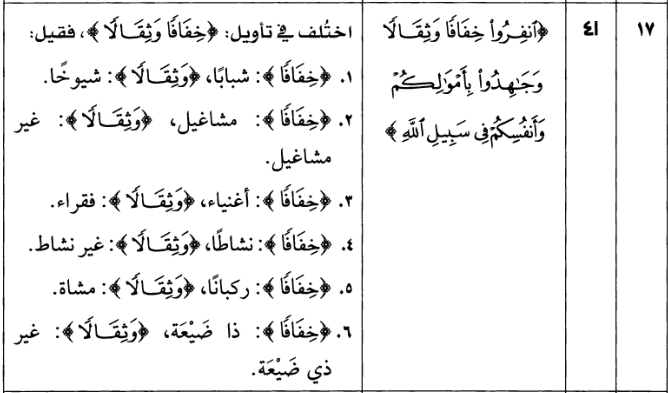 ١٧
٤١
﴿ٱنفِرُوا۟ خِفَافًا وَثِقَالًا
وَجَٰهِدُوا۟ بِأَمْوَٰلِكُمْ
وَأَنفُسِكُمْ فِى سَبِيلِ ٱللَّهِ﴾
اختُلف في تأويل: ﴿خِفَافًا وَثِقَالًا﴾، فقيل:
١. ﴿خِفَافًا﴾: شبابًا، ﴿وَثِقَالًا﴾: شيوخًا.
٢. ﴿خِفَافًا﴾: مشاغيل، ﴿وَثِقَالًا﴾: غير
مشاغيل.
٣. ﴿خِفَافًا﴾: أغنياء، ﴿وَثِقَالًا﴾: فقراء.
٤. ﴿خِفَافًا﴾: نشاطًا، ﴿وَثِقَالًا﴾: غير نشاط.
٥. ﴿خِفَافًا﴾: ركبانًا، ﴿وَثِقَالًا﴾: مشاة.
٦. ﴿خِفَافًا﴾: ذا ضَيْعَة، ﴿وَثِقَالًا﴾: غير
ذي ضَيْعَة.